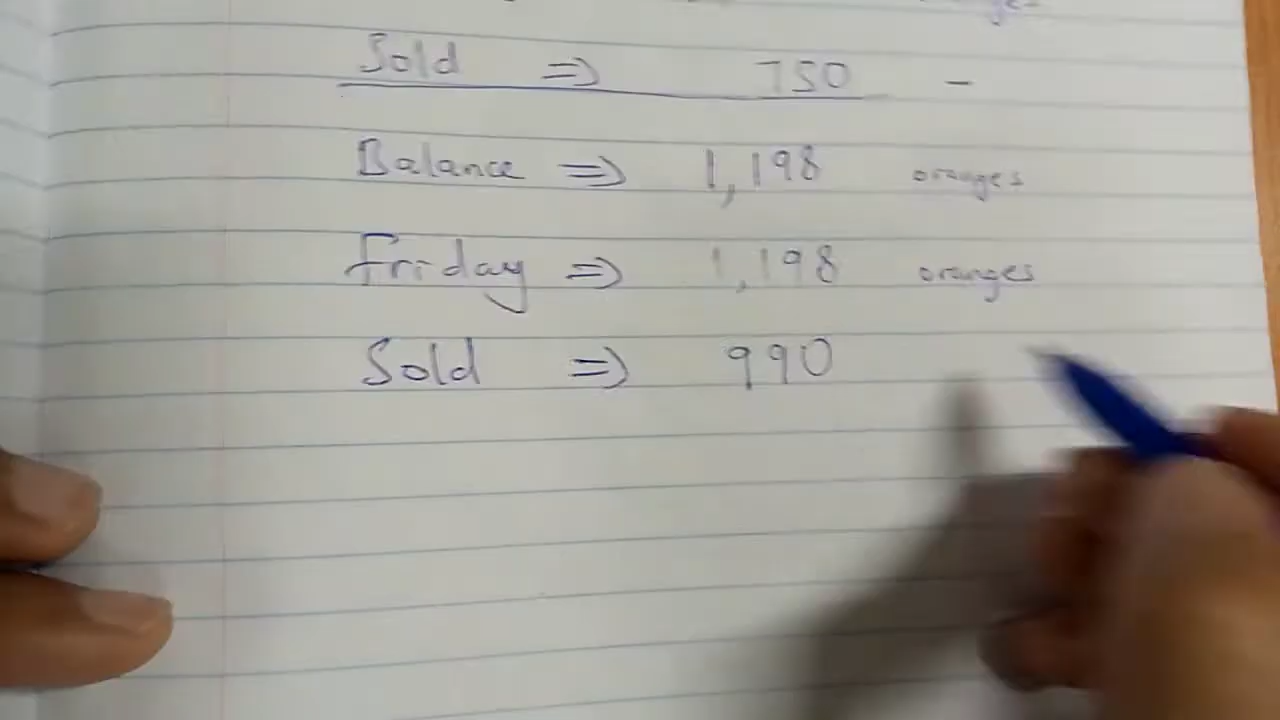 Sold => 750 -
Balance => 1,198 oranges
Friday => 1,198 oranges
Sold => 990